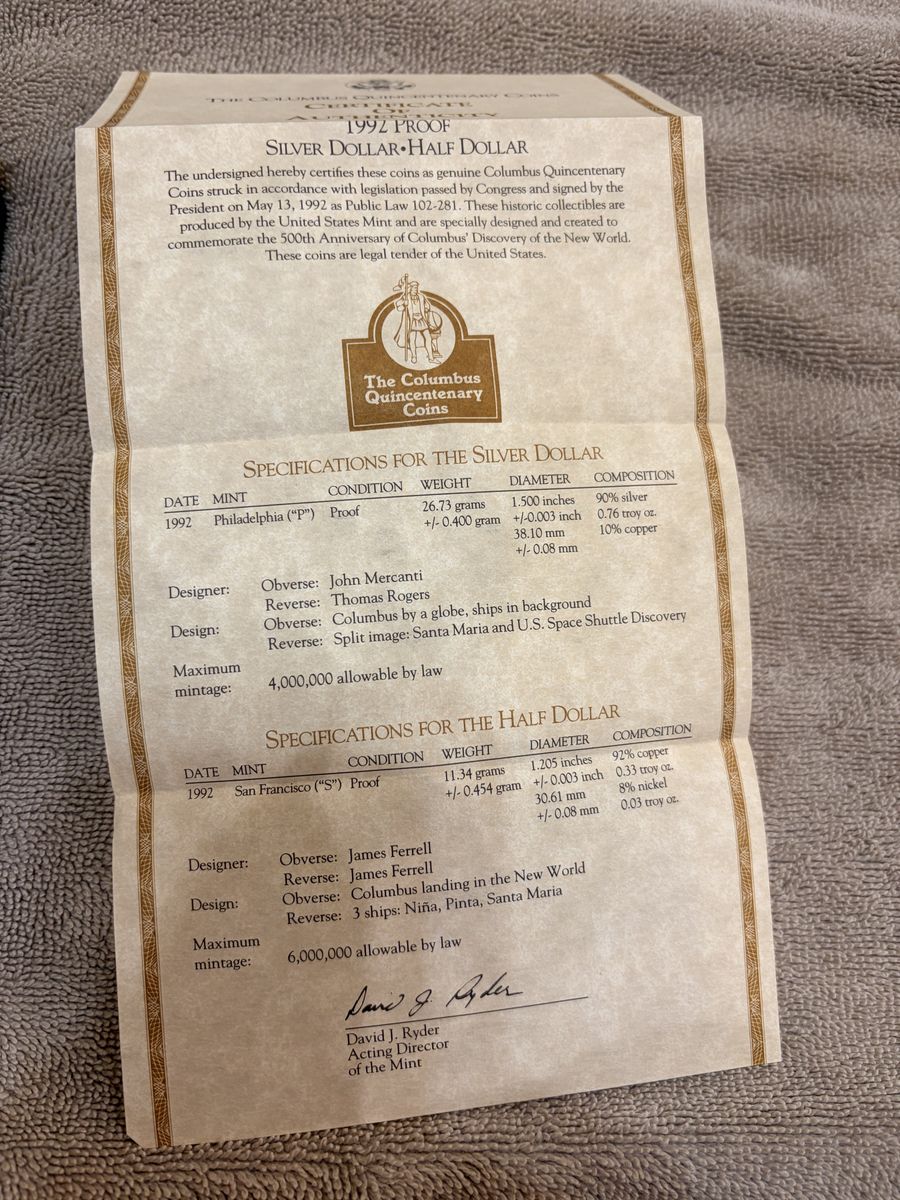 THE COLUMBUS QUINCENTENARY COINS
CERTIFICATE
OF
AUTHENTICITY
1992 PROOF
SILVER DOLLAR•HALF DOLLAR
The undersigned hereby certifies these coins as genuine Columbus Quincentenary
Coins struck in accordance with legislation passed by Congress and signed by the
President on May 13, 1992 as Public Law 102-281. These historic collectibles are
produced by the United States Mint and are specially designed and created to
commemorate the 500th Anniversary of Columbus' Discovery of the New World.
These coins are legal tender of the United States.
The Columbus
Quincentenary
Coins
SPECIFICATIONS FOR THE SILVER DOLLAR
DATE MINT CONDITION WEIGHT DIAMETER COMPOSITION
1992 Philadelphia ("P") Proof 26.73 grams 1.500 inches 90% silver
+/- 0.400 gram +/-0.003 inch 0.76 troy oz.
38.10 mm 10% copper
+/- 0.08 mm
Designer: Obverse: John Mercanti
Reverse: Thomas Rogers
Design: Obverse: Columbus by a globe, ships in background
Reverse: Split image: Santa Maria and U.S. Space Shuttle Discovery
Maximum
mintage: 4,000,000 allowable by law
SPECIFICATIONS FOR THE HALF DOLLAR
DATE MINT CONDITION WEIGHT DIAMETER COMPOSITION
1992 San Francisco ("S") Proof 11.34 grams 1.205 inches 92% copper
+/- 0.454 gram +/- 0.003 inch 0.33 troy oz.
30.61 mm 8% nickel
+/- 0.08 mm 0.03 troy oz.
Designer: Obverse: James Ferrell
Reverse: James Ferrell
Design: Obverse: Columbus landing in the New World
Reverse: 3 ships: Niña, Pinta, Santa Maria
Maximum
mintage: 6,000,000 allowable by law
David J. Ryder
David J. Ryder
Acting Director
of the Mint